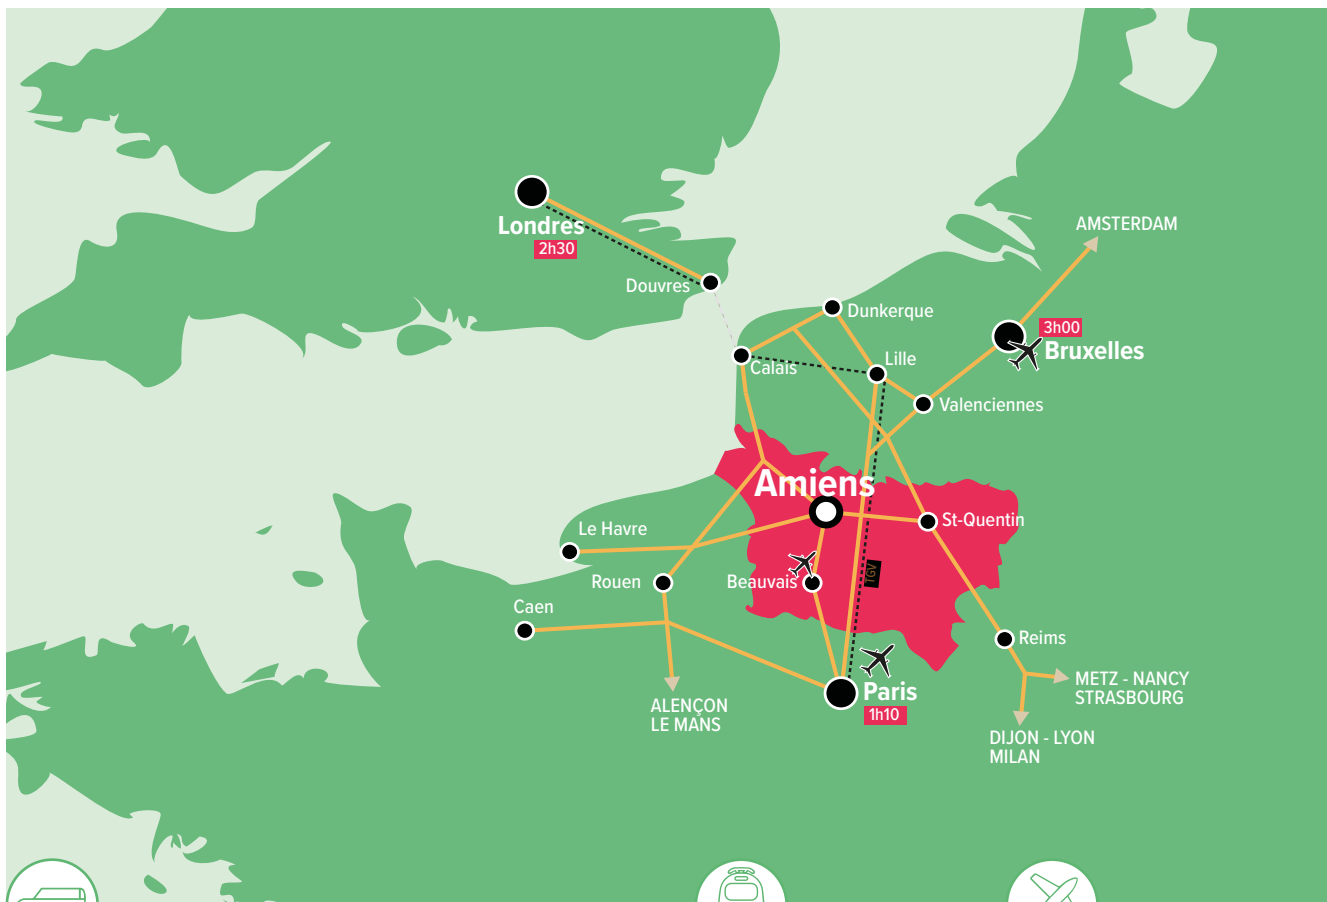 AMSTERDAM
Londres
2h30
Douvres
Dunkerque
3h00
Bruxelles
Lille
Calais
Valenciennes
Amiens
St-Quentin
Le Havre
TGV
Rouen
Beauvais
Caen
Reims
Paris
1h10
METZ - NANCY
STRASBOURG
ALENÇON
LE MANS
DIJON - LYON
MILAN